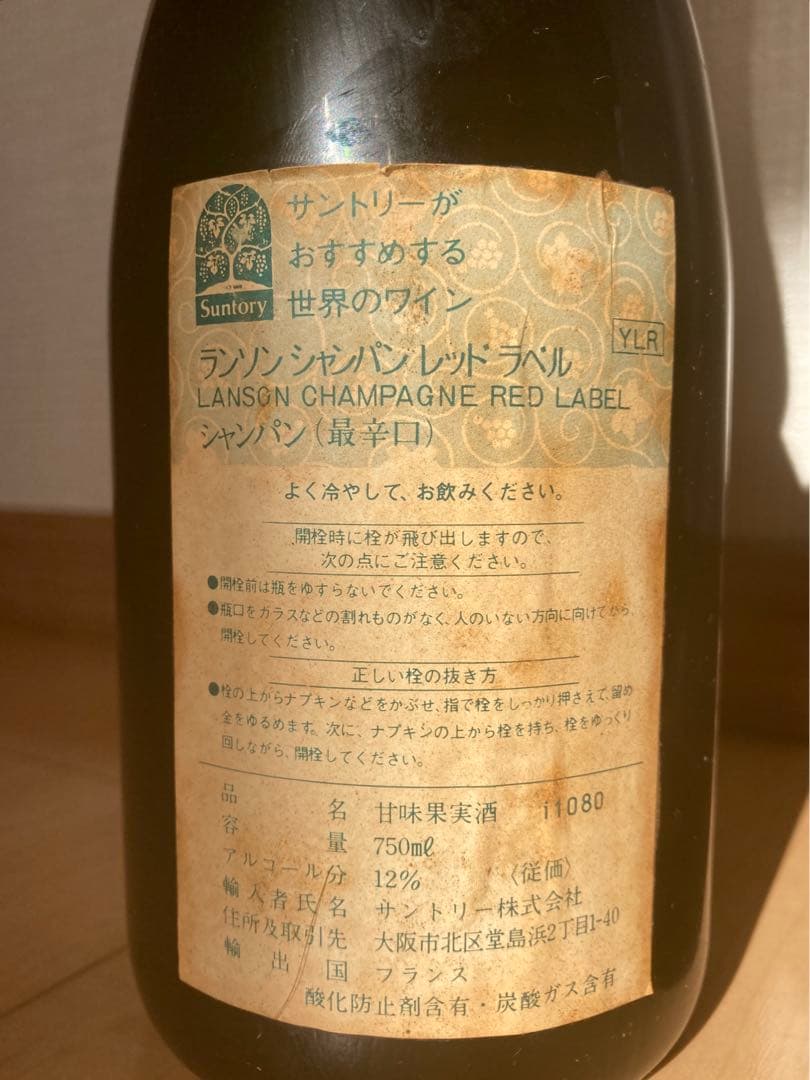 サントリーが
おすすめする
世界のワイン
Suntory
YLR
ランソン シャンパン レッド ラベル
LANSON CHAMPAGNE RED LABEL
シャンパン(最辛口)
よく冷やして、お飲みください。
開栓時に栓が飛び出しますので、
次の点にご注意ください。
●開栓前は瓶をゆすらないでください。
●瓶口をガラスなどの割れものがなく、人のいない方向に向けてから、
開栓してください。
正しい栓の抜き方
●栓の上からナプキンなどをかぶせ、指で栓をしっかり押さえて、留め
金をゆるめます。次に、ナプキンの上から栓を持ち、栓をゆっくり
回しながら、開栓してください。
品名 甘味果実酒 i1080
容量 750ml
アルコール分 12% 〈従価〉
輸入者氏名 サントリー株式会社
住所及取引先 大阪市北区堂島浜2丁目1-40
輸出国 フランス
酸化防止剤含有・炭酸ガス含有